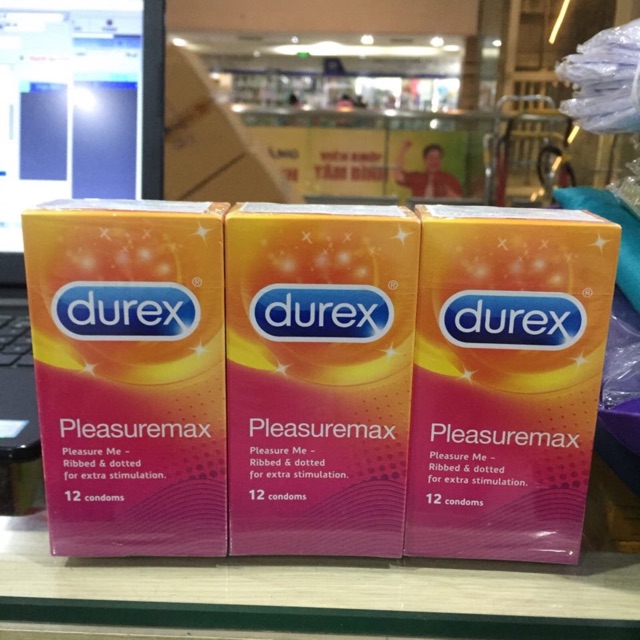 durex®
Pleasuremax
Pleasure Me –
Ribbed & dotted
for extra stimulation.
12 condoms
durex®
Pleasuremax
Pleasure Me –
Ribbed & dotted
for extra stimulation.
12 condoms
durex®
Pleasuremax
Pleasure Me –
Ribbed & dotted
for extra stimulation.
12 condoms